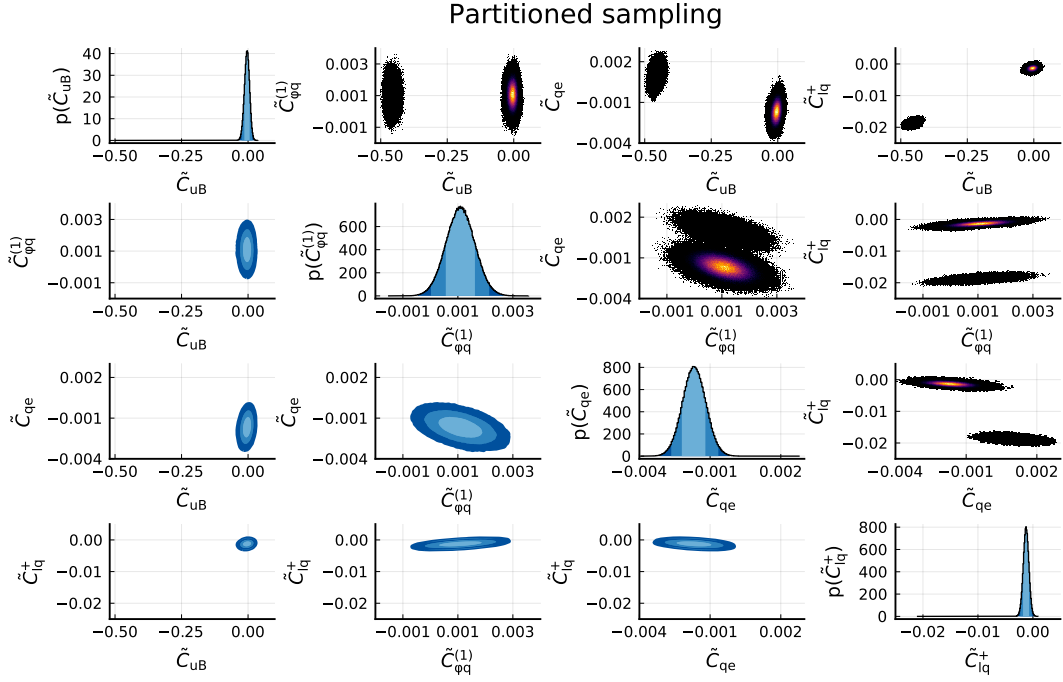 Partitioned sampling
p(C̃uB)
40
30
20
10
0
−0.50 −0.25 0.00
C̃uB
C̃φq(1)
0.003
0.001
−0.001
−0.50 −0.25 0.00
C̃uB
C̃qe
0.002
−0.001
−0.004
−0.50 −0.25 0.00
C̃uB
C̃lq+
0.00
−0.01
−0.02
−0.50 −0.25 0.00
C̃uB
C̃φq(1)
0.003
0.001
−0.001
−0.50 −0.25 0.00
C̃uB
p(C̃φq(1))
600
400
200
0
−0.001 0.001 0.003
C̃φq(1)
C̃qe
0.002
−0.001
−0.004
−0.001 0.001 0.003
C̃φq(1)
C̃lq+
0.00
−0.01
−0.02
−0.001 0.001 0.003
C̃φq(1)
C̃qe
0.002
−0.001
−0.004
−0.50 −0.25 0.00
C̃uB
C̃qe
0.002
−0.001
−0.004
−0.001 0.001 0.003
C̃φq(1)
p(C̃qe)
800
600
400
200
0
−0.004 −0.001 0.002
C̃qe
C̃lq+
0.00
−0.01
−0.02
−0.004 −0.001 0.002
C̃qe
C̃lq+
0.00
−0.01
−0.02
−0.50 −0.25 0.00
C̃uB
C̃lq+
0.00
−0.01
−0.02
−0.001 0.001 0.003
C̃φq(1)
C̃lq+
0.00
−0.01
−0.02
−0.004 −0.001 0.002
C̃qe
p(C̃lq+)
800
600
400
200
0
−0.02 −0.01 0.00
C̃lq+